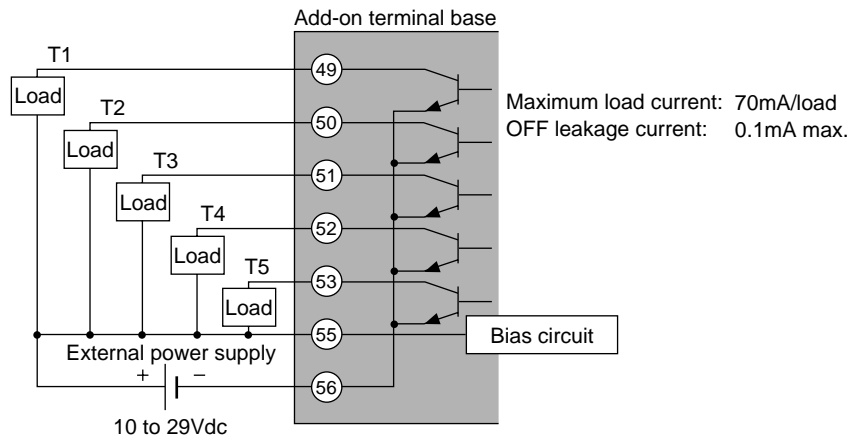 Add-on terminal base
T1
49
Load
Maximum load current: 70mA/load
OFF leakage current: 0.1mA max.
T2
50
Load
T3
51
Load
T4
52
Load
T5
53
Load
55
Bias circuit
External power supply
+ −
56
10 to 29Vdc